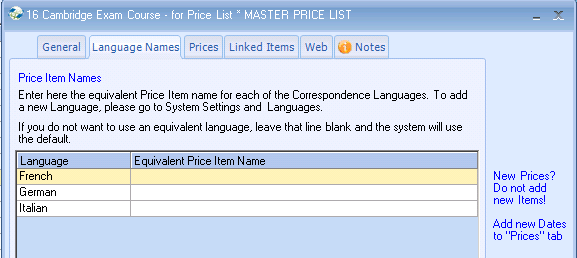 16 Cambridge Exam Course - for Price List * MASTER PRICE LIST
General Language Names Prices Linked Items Web Notes
Price Item Names
Enter here the equivalent Price Item name for each of the Correspondence Languages. To add
a new Language, please go to System Settings and Languages.
If you do not want to use an equivalent language, leave that line blank and the system will use
the default.
Language Equivalent Price Item Name
French
German
Italian
New Prices?
Do not add
new Items!
Add new Dates
to "Prices" tab